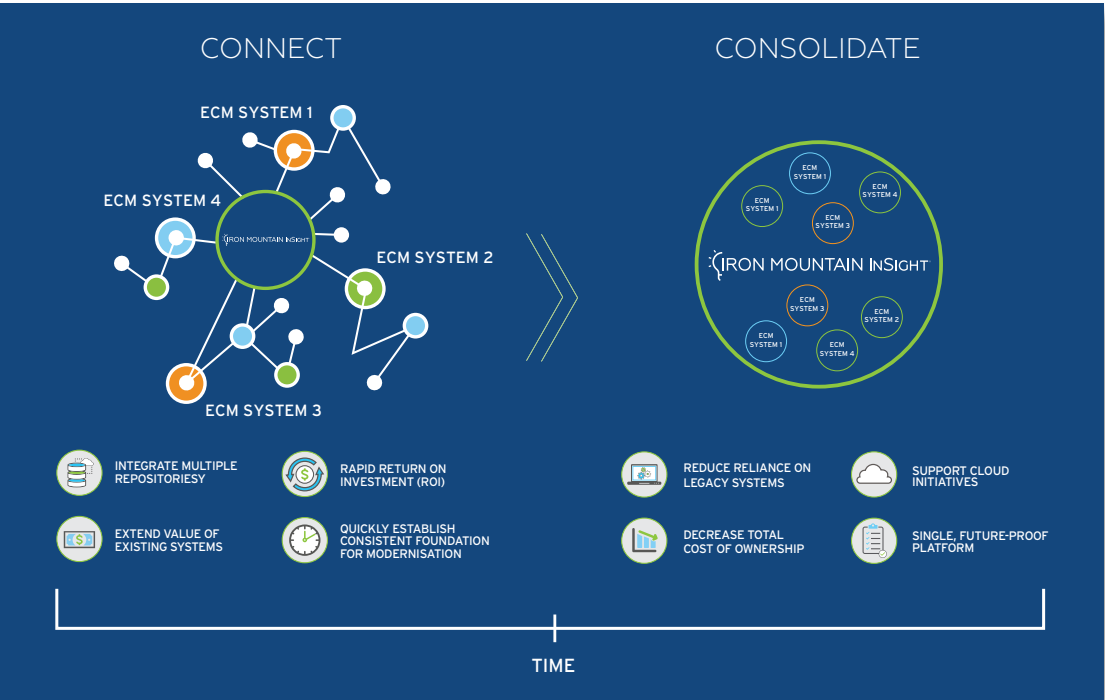 CONNECT
ECM SYSTEM 1
ECM SYSTEM 4
IRON MOUNTAIN INSIGHT
ECM SYSTEM 2
ECM SYSTEM 3
INTEGRATE MULTIPLE
REPOSITORIESY
RAPID RETURN ON
INVESTMENT (ROI)
EXTEND VALUE OF
EXISTING SYSTEMS
QUICKLY ESTABLISH
CONSISTENT FOUNDATION
FOR MODERNISATION
CONSOLIDATE
ECM
SYSTEM 1
ECM
SYSTEM 4
ECM
SYSTEM 1
ECM
SYSTEM 3
IRON MOUNTAIN INSIGHT
ECM
SYSTEM 3
ECM
SYSTEM 2
ECM
SYSTEM 1
ECM
SYSTEM 4
REDUCE RELIANCE ON
LEGACY SYSTEMS
SUPPORT CLOUD
INITIATIVES
DECREASE TOTAL
COST OF OWNERSHIP
SINGLE, FUTURE-PROOF
PLATFORM
TIME